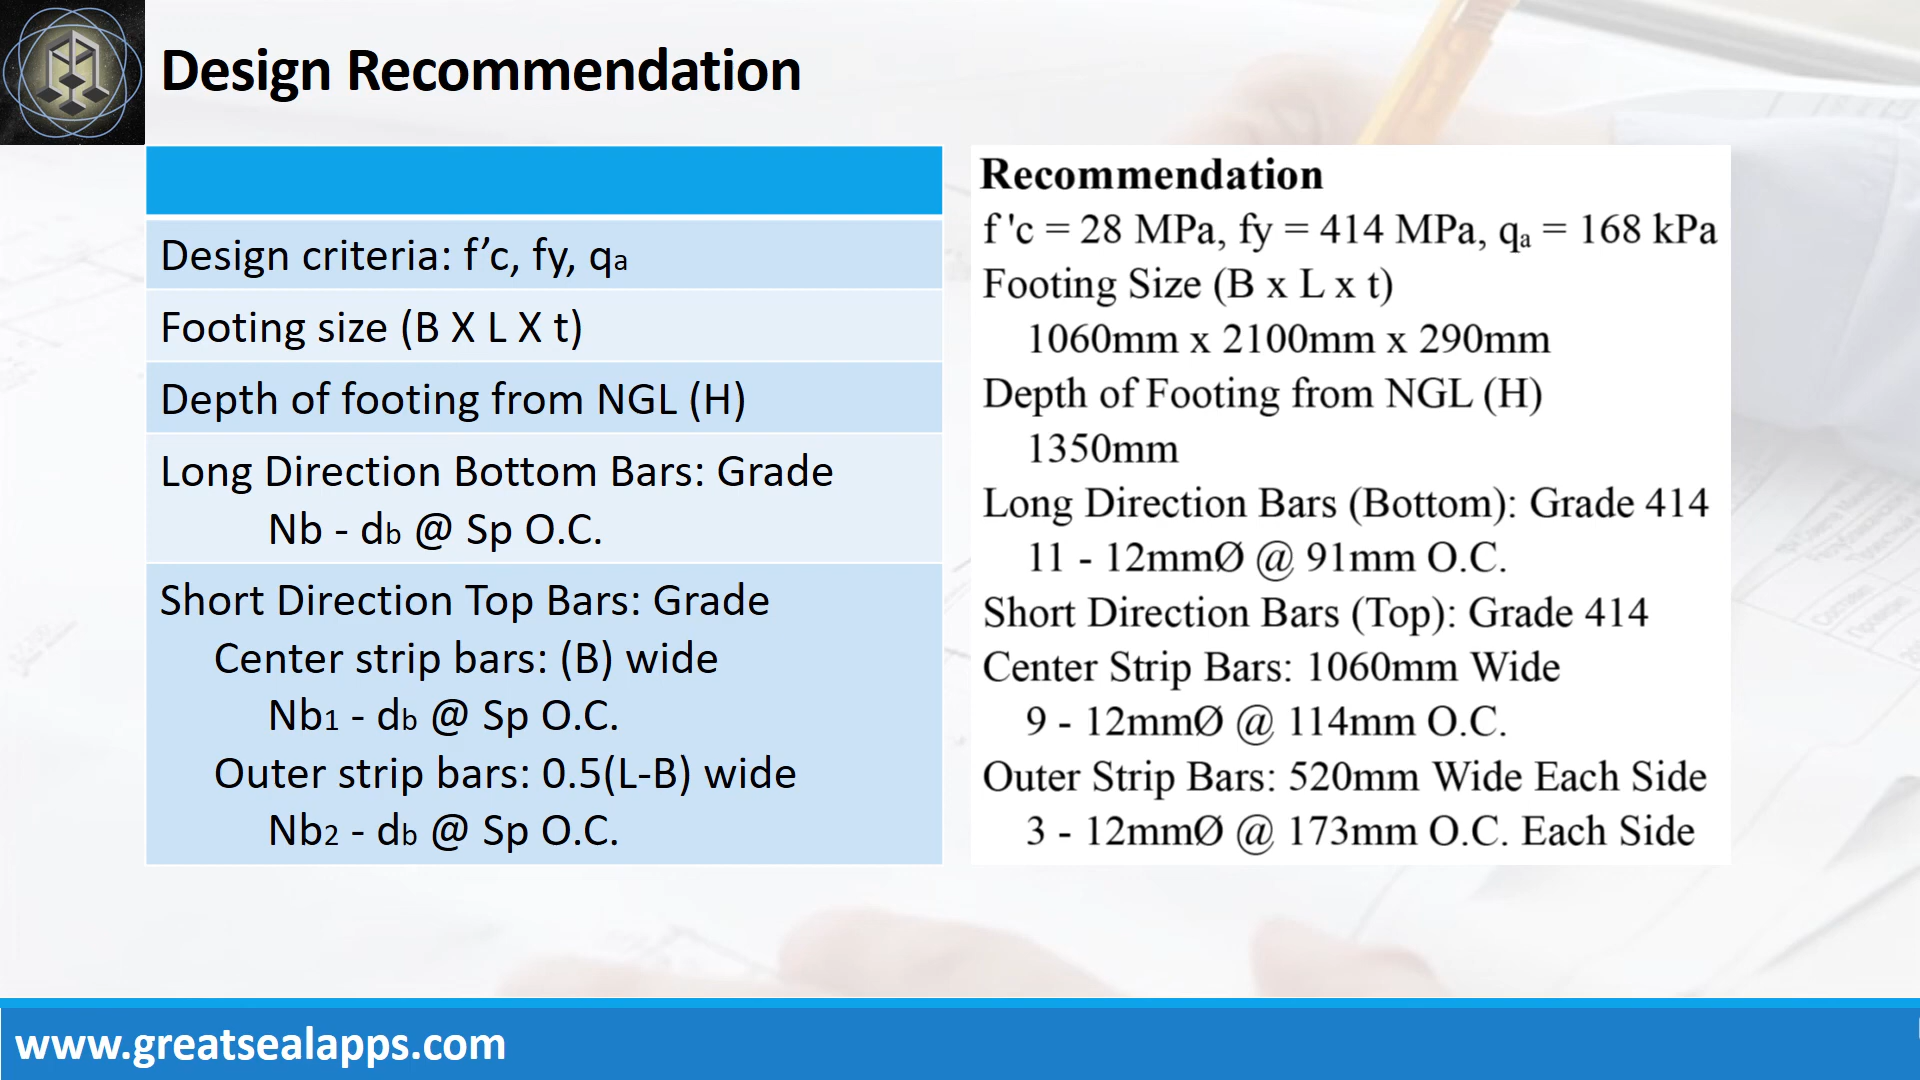 Design Recommendation
Design criteria: f’c, fy, qa
Footing size (B X L X t)
Depth of footing from NGL (H)
Long Direction Bottom Bars: Grade
Nb - db @ Sp O.C.
Short Direction Top Bars: Grade
Center strip bars: (B) wide
Nb1 - db @ Sp O.C.
Outer strip bars: 0.5(L-B) wide
Nb2 - db @ Sp O.C.
Recommendation
f 'c = 28 MPa, fy = 414 MPa, qa = 168 kPa
Footing Size (B x L x t)
1060mm x 2100mm x 290mm
Depth of Footing from NGL (H)
1350mm
Long Direction Bars (Bottom): Grade 414
11 - 12mmØ @ 91mm O.C.
Short Direction Bars (Top): Grade 414
Center Strip Bars: 1060mm Wide
9 - 12mmØ @ 114mm O.C.
Outer Strip Bars: 520mm Wide Each Side
3 - 12mmØ @ 173mm O.C. Each Side
www.greatsealapps.com